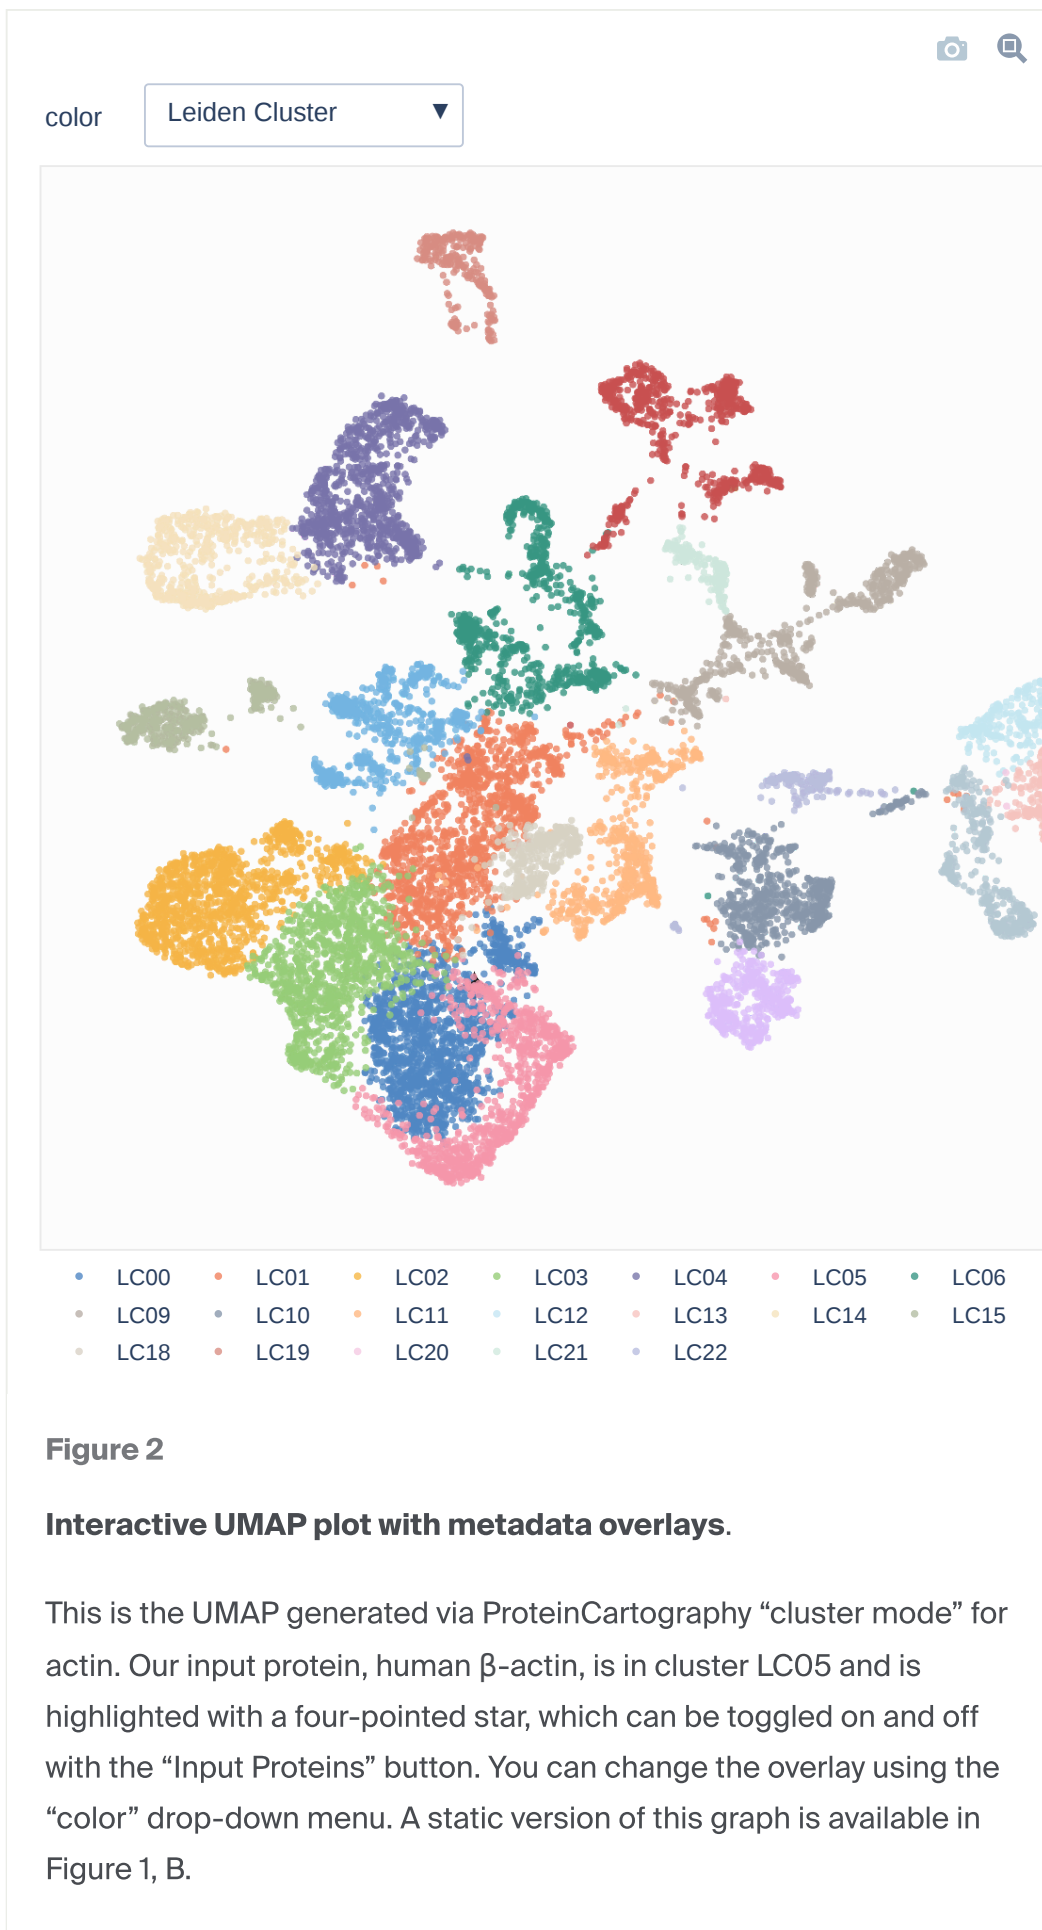 color
Leiden Cluster ▼
LC00 LC01 LC02 LC03 LC04 LC05 LC06
LC09 LC10 LC11 LC12 LC13 LC14 LC15
LC18 LC19 LC20 LC21 LC22
Figure 2
Interactive UMAP plot with metadata overlays.
This is the UMAP generated via ProteinCartography “cluster mode” for
actin. Our input protein, human β-actin, is in cluster LC05 and is
highlighted with a four-pointed star, which can be toggled on and off
with the “Input Proteins” button. You can change the overlay using the
“color” drop-down menu. A static version of this graph is available in
Figure 1, B.